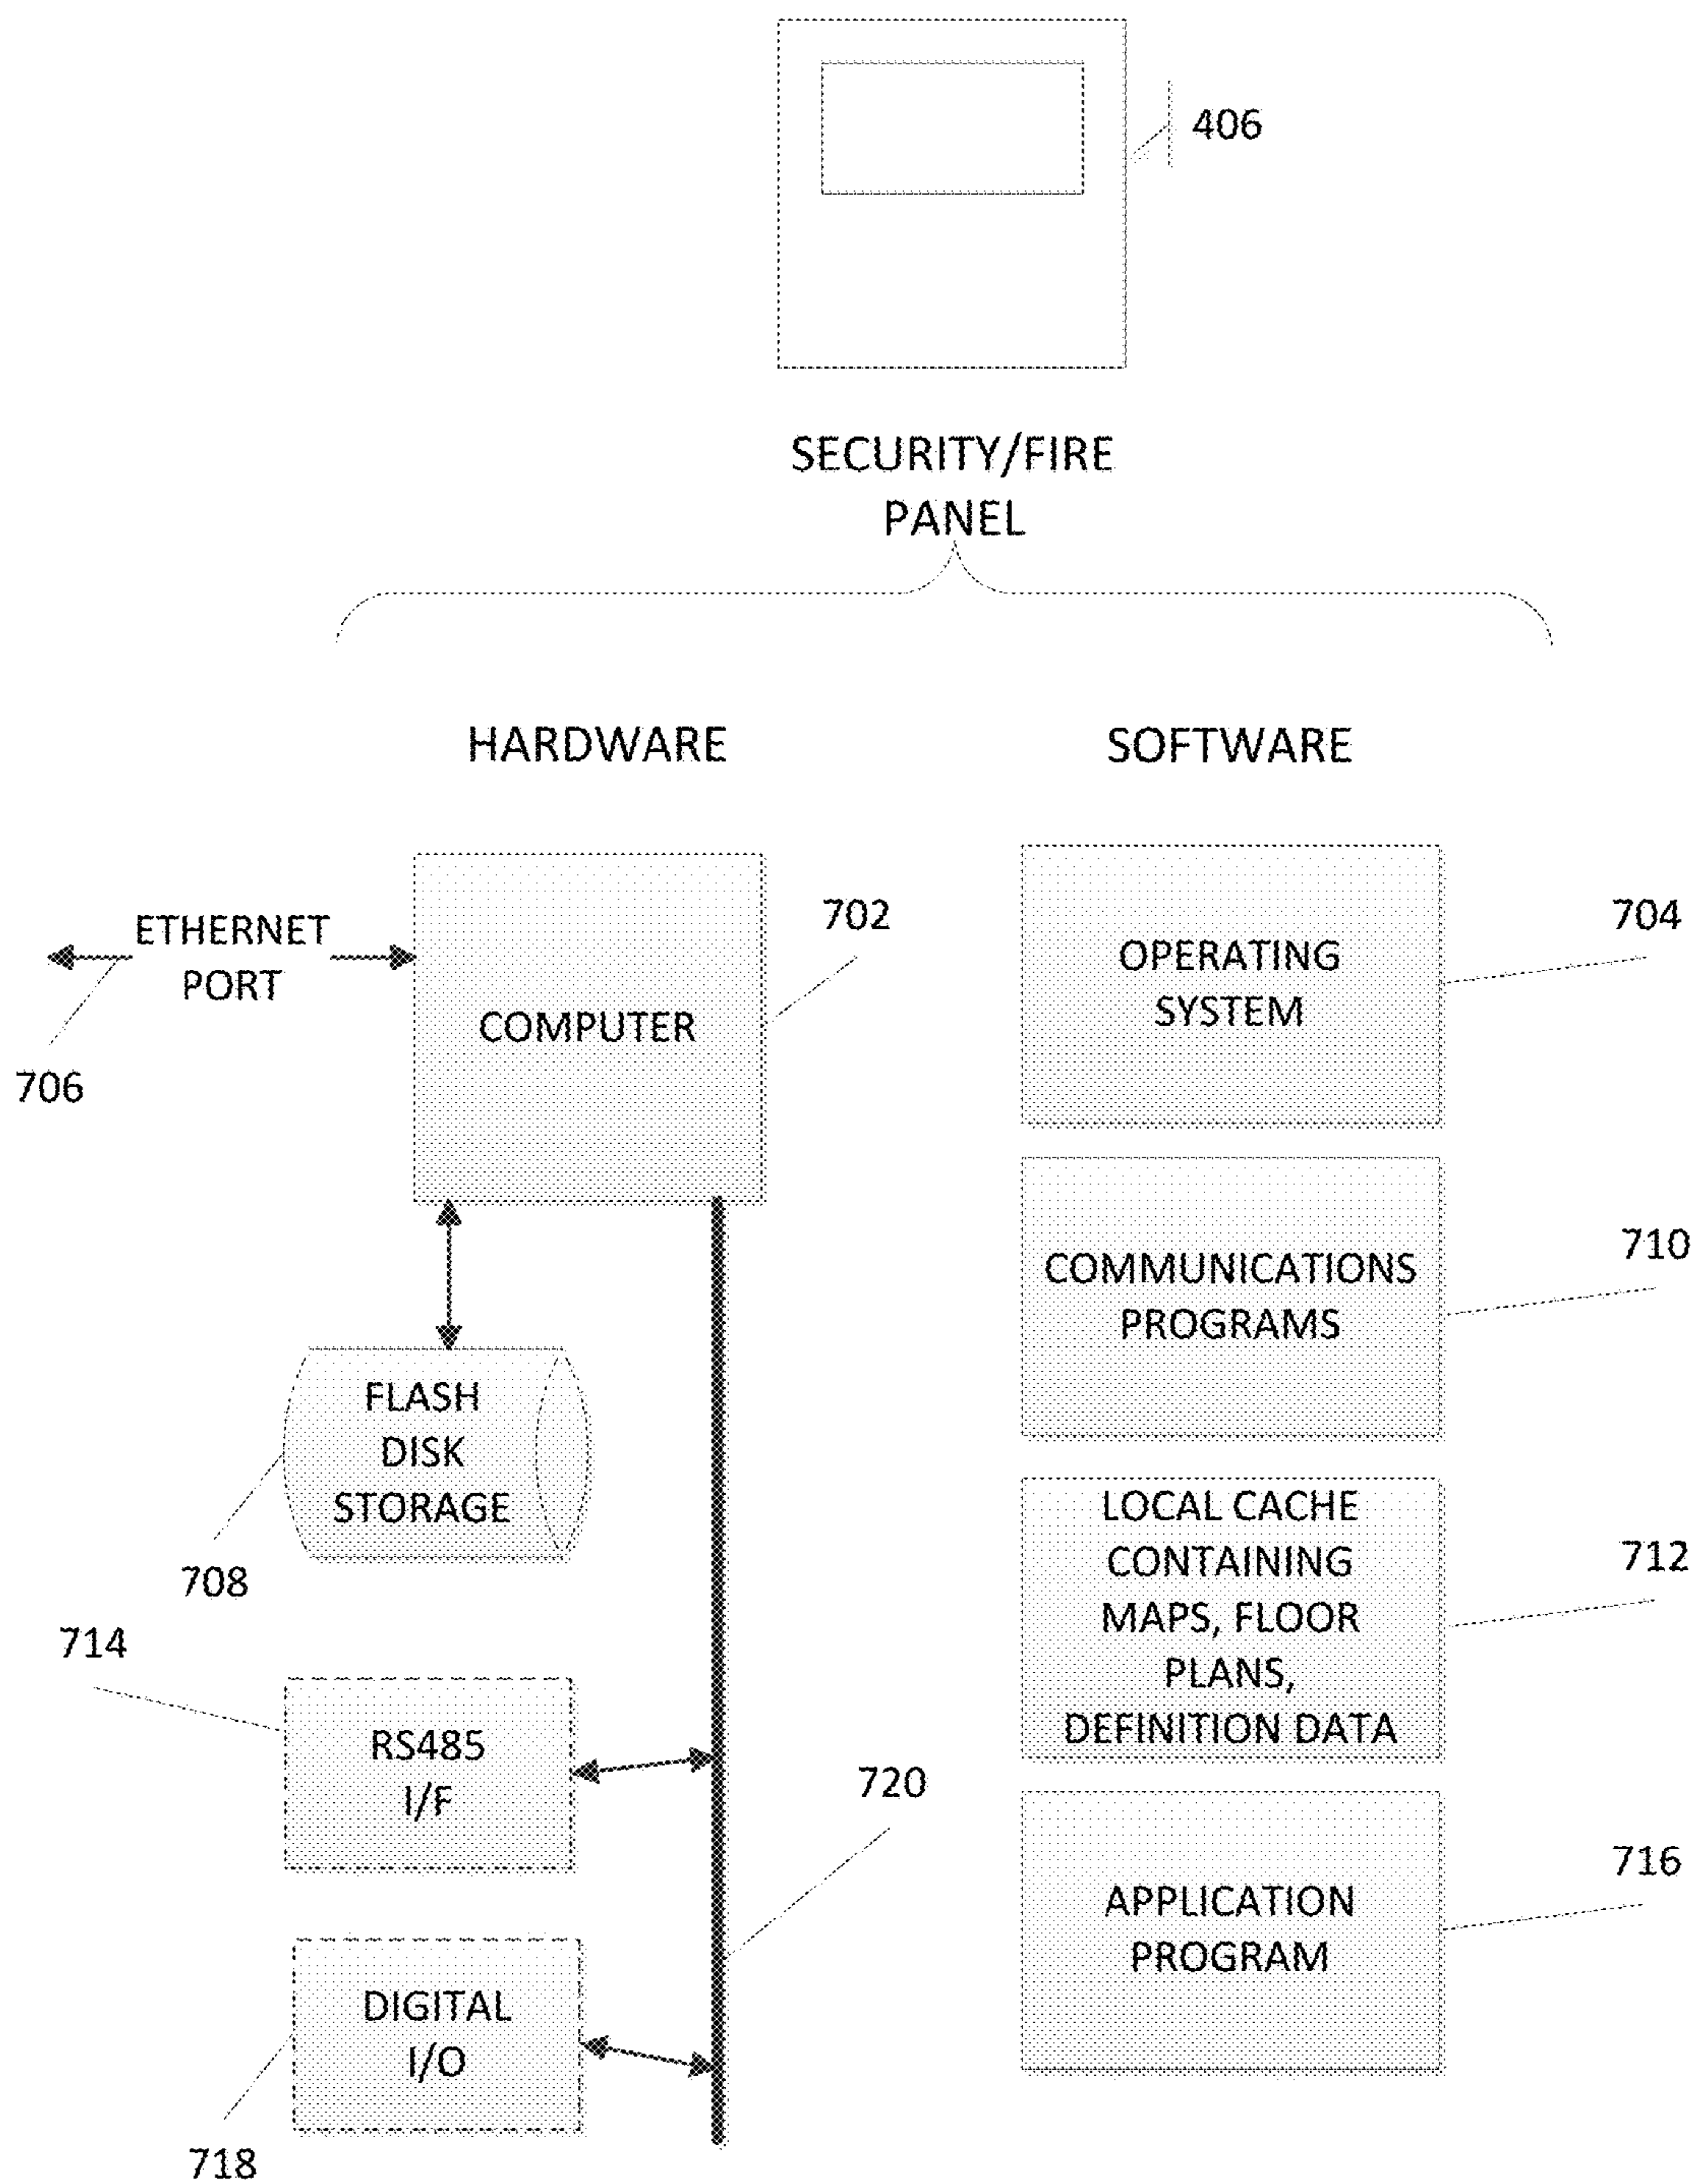 406
SECURITY/FIRE
PANEL
HARDWARE
SOFTWARE
ETHERNET
PORT
706
COMPUTER
702
OPERATING
SYSTEM
704
COMMUNICATIONS
PROGRAMS
710
FLASH
DISK
STORAGE
708
LOCAL CACHE
CONTAINING
MAPS, FLOOR
PLANS,
DEFINITION DATA
712
714
RS485
I/F
720
APPLICATION
PROGRAM
716
DIGITAL
I/O
718